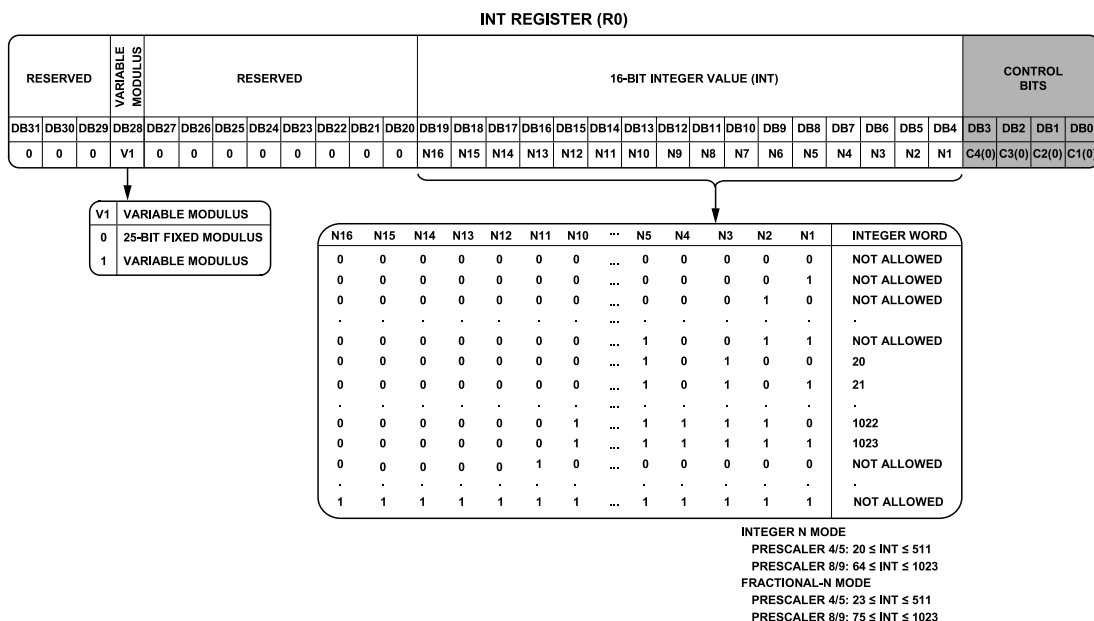 INT REGISTER (R0)
RESERVED VARIABLE MODULUS RESERVED 16-BIT INTEGER VALUE (INT) CONTROL BITS
DB31 DB30 DB29 DB28 DB27 DB26 DB25 DB24 DB23 DB22 DB21 DB20 DB19 DB18 DB17 DB16 DB15 DB14 DB13 DB12 DB11 DB10 DB9 DB8 DB7 DB6 DB5 DB4 DB3 DB2 DB1 DB0
0 0 0 V1 0 0 0 0 0 0 0 0 N16 N15 N14 N13 N12 N11 N10 N9 N8 N7 N6 N5 N4 N3 N2 N1 C4(0) C3(0) C2(0) C1(0)
V1 VARIABLE MODULUS
0 25-BIT FIXED MODULUS
1 VARIABLE MODULUS
N16 N15 N14 N13 N12 N11 N10 ... N5 N4 N3 N2 N1 INTEGER WORD
0 0 0 0 0 0 0 ... 0 0 0 0 0 NOT ALLOWED
0 0 0 0 0 0 0 ... 0 0 0 0 1 NOT ALLOWED
0 0 0 0 0 0 0 ... 0 0 0 1 0 NOT ALLOWED
. . . . . . . ... . . . . . .
0 0 0 0 0 0 0 ... 1 0 0 1 1 NOT ALLOWED
0 0 0 0 0 0 0 ... 1 0 1 0 0 20
0 0 0 0 0 0 0 ... 1 0 1 0 1 21
. . . . . . . ... . . . . . .
0 0 0 0 0 0 1 ... 1 1 1 1 0 1022
0 0 0 0 0 0 1 ... 1 1 1 1 1 1023
0 0 0 0 0 1 0 ... 0 0 0 0 0 NOT ALLOWED
. . . . . . . ... . . . . . .
1 1 1 1 1 1 1 ... 1 1 1 1 1 NOT ALLOWED
INTEGER N MODE
PRESCALER 4/5: 20 ≤ INT ≤ 511
PRESCALER 8/9: 64 ≤ INT ≤ 1023
FRACTIONAL-N MODE
PRESCALER 4/5: 23 ≤ INT ≤ 511
PRESCALER 8/9: 75 ≤ INT ≤ 1023